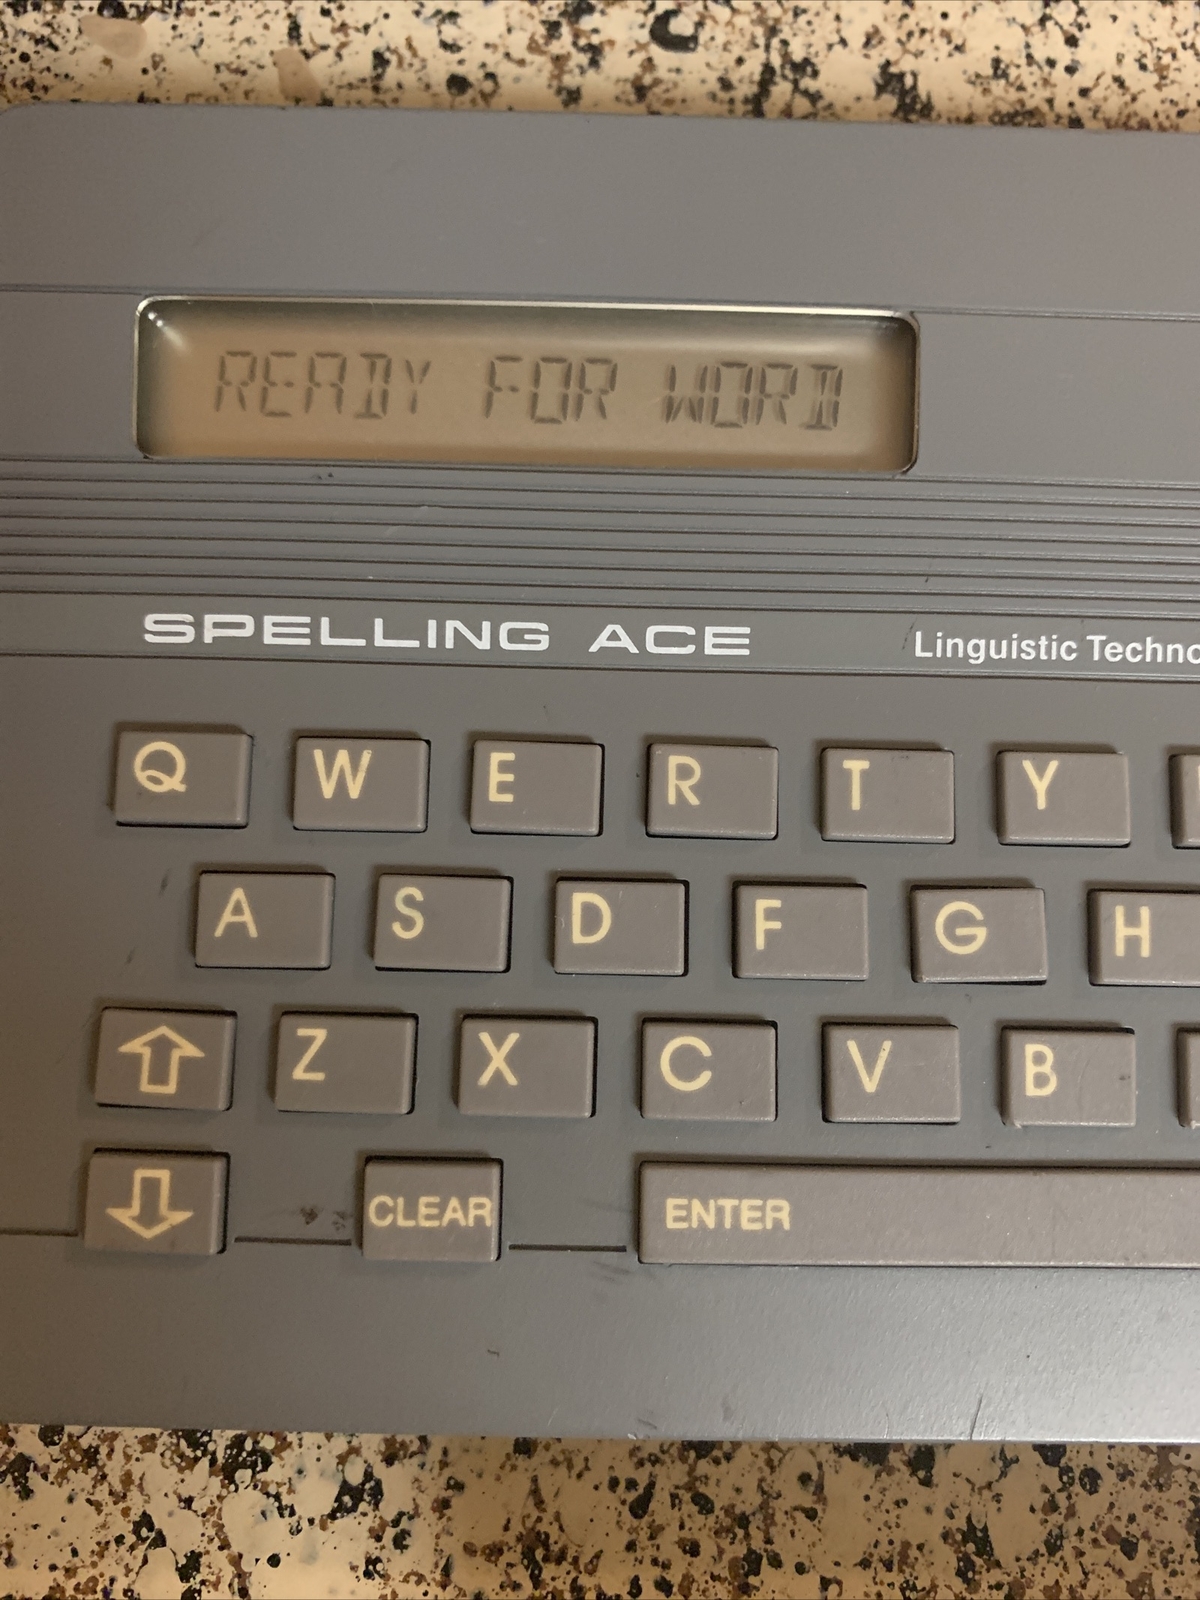 READY FOR WORD
SPELLING ACE
Linguistic Techno
Q W E R T Y
A S D F G H
Z X C V B
CLEAR ENTER